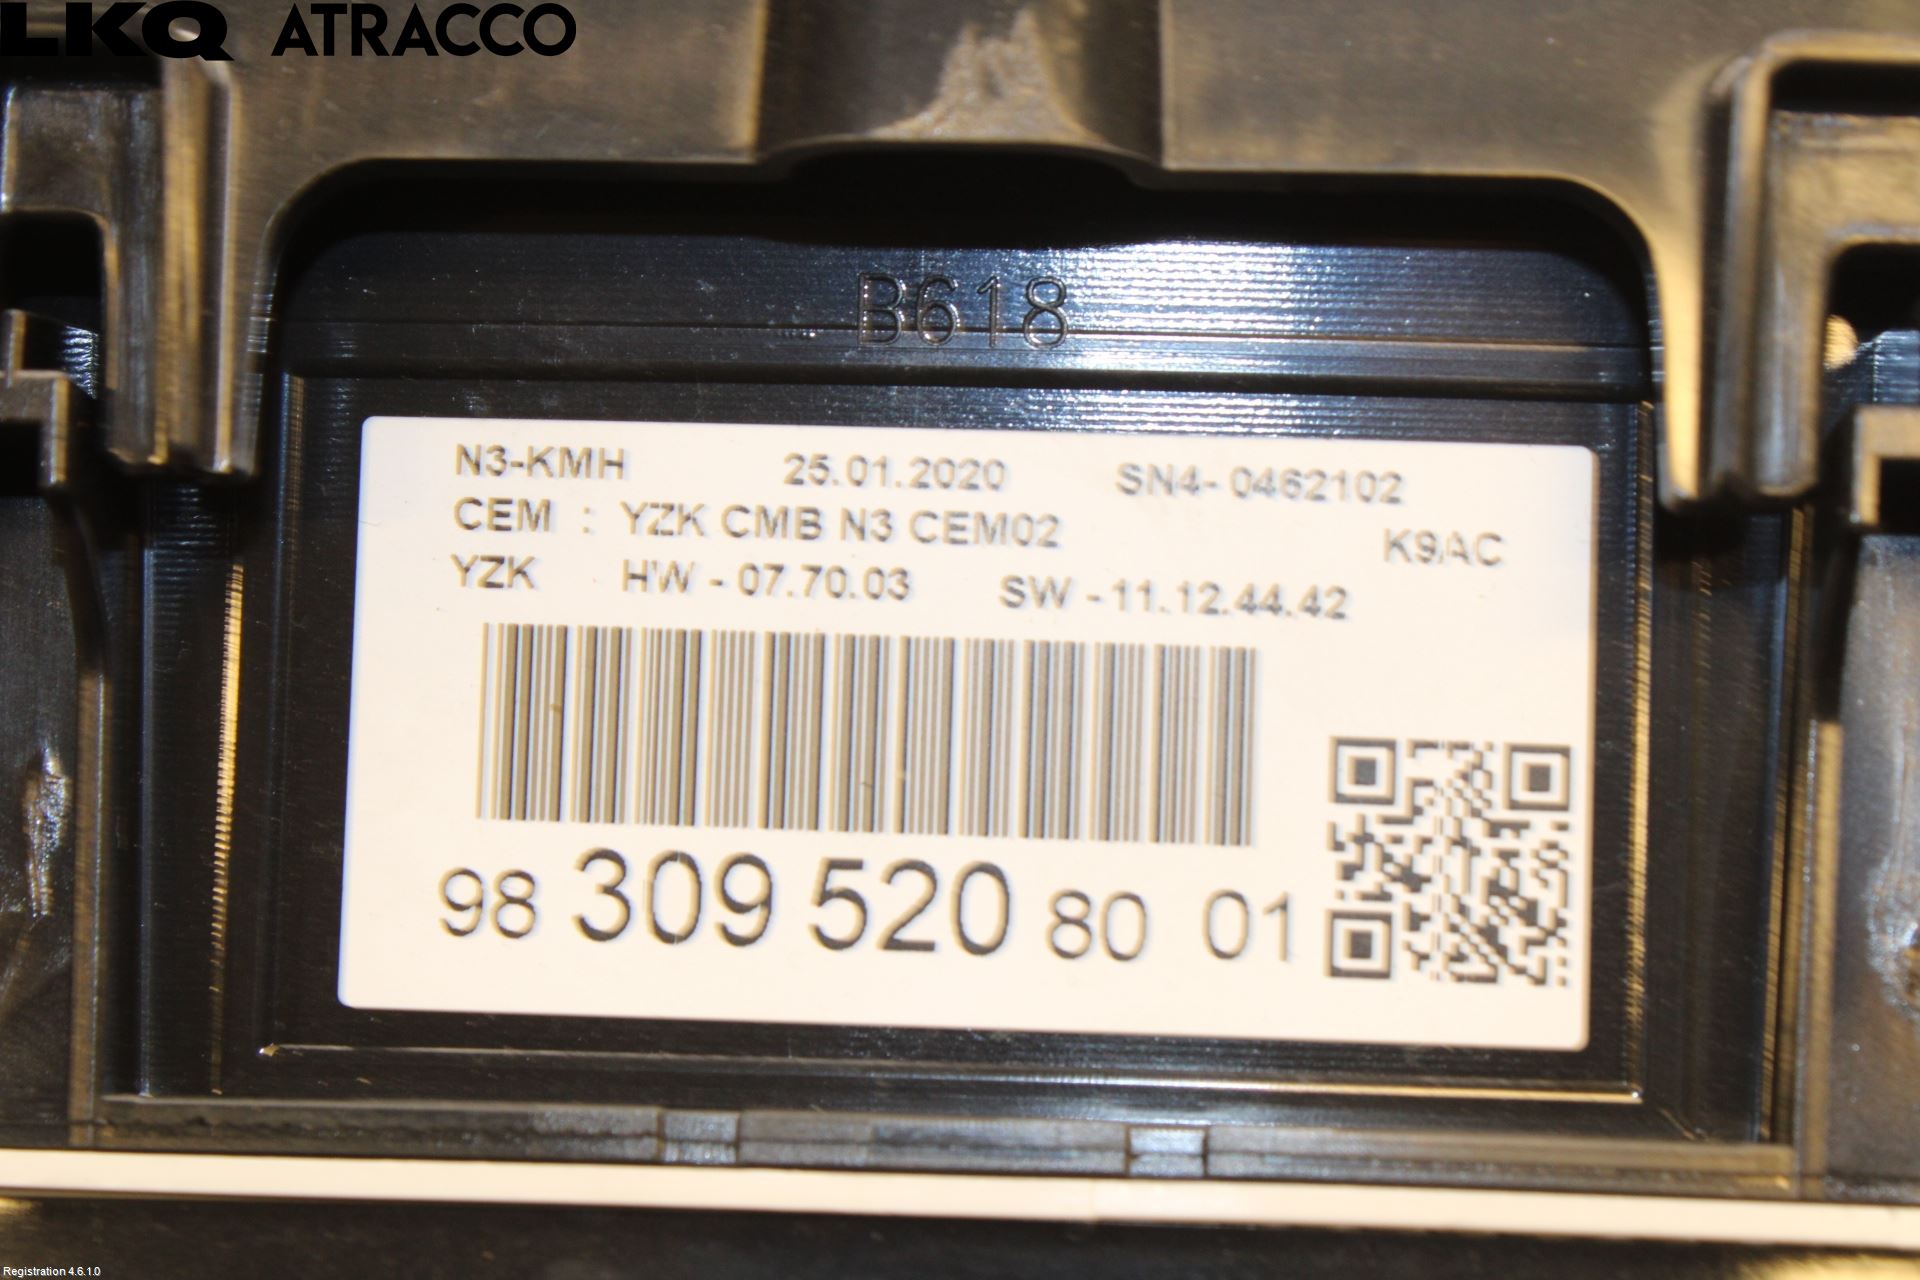 LKQ ATRACCO
B618
N3-KMH 25.01.2020 SN4-0462102
CEM : YZK CMB N3 CEM02 K9AC
YZK HW - 07.70.03 SW - 11.12.44.42
98 309 520 80 01
Registration 4.6.1.0